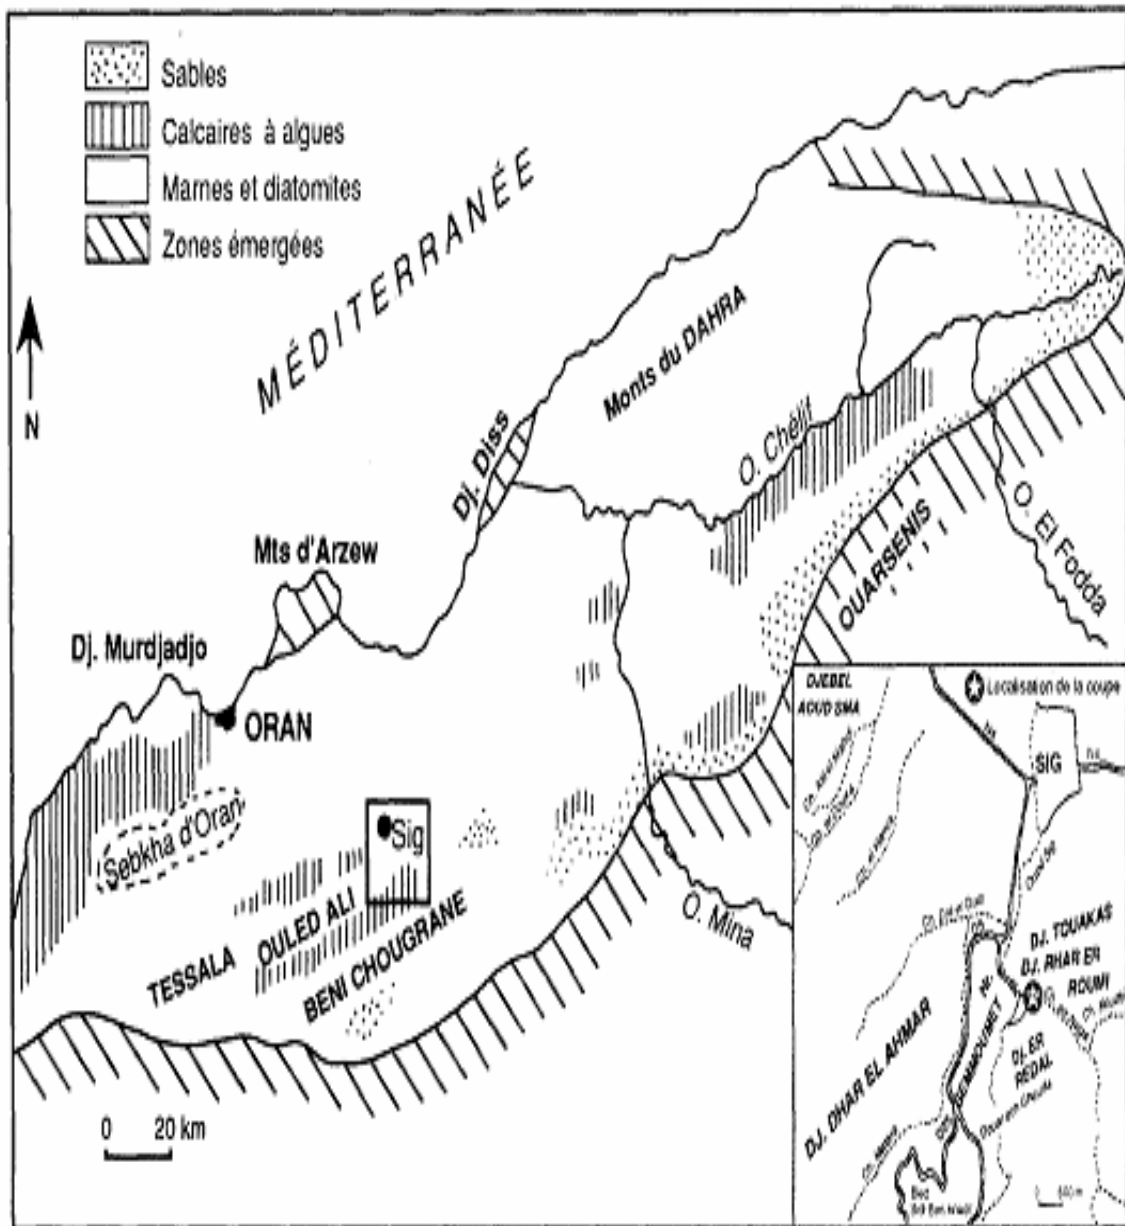 Sables
Calcaires à algues
Marnes et diatomites
Zones émergées
MÉDITERRANÉE
N
Monts du DAHRA
Dj. Diss
O. Chélif
Mts d'Arzew
OUARSENIS
O. El Fodda
Dj. Murdjadjo
ORAN
Sebkha d'Oran
Sig
OULED ALI
TESSALA
BENI CHOUGRANE
O. Mina
0 20 km
DJEBEL
AOUD SMA
Localisation de la coupe
SIG
DJ. TOUAKAS
DJ. RHAR ER
ROUMI
GEMMOUMET
DJ. ER
REDAL
DJ. DHAR EL AHMAR